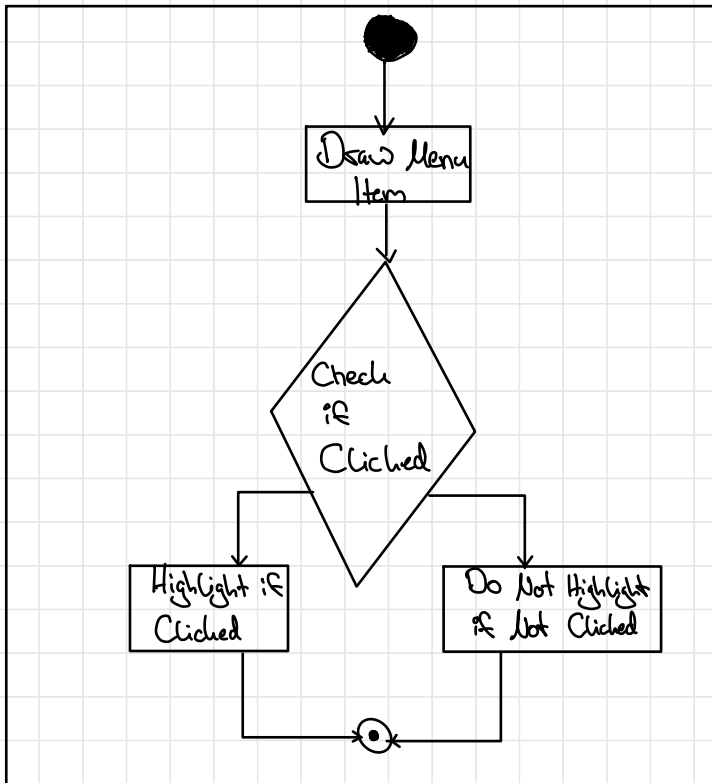 Draw Menu
Item
Check
if
Clicked
Highlight if
Clicked
Do Not Highlight
if Not Clicked